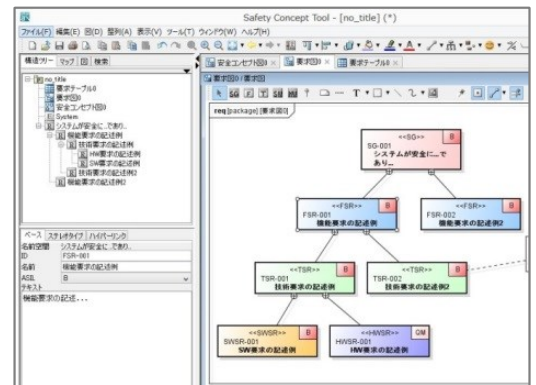 Safety Concept Tool - [no_title] (*)
ファイル(F) 編集(E) 図(D) 整列(A) 表示(V) ツール(T) ウィンドウ(W) ヘルプ(H)
構造ツリー マップ 図 検索
no_title
要求テーブル0
要求図0
安全コンセプト図0
System
システムが安全に...であり...
機能要求の記述例
技術要求の記述例
HW要求の記述例
SW要求の記述例
技術要求の記述例2
機能要求の記述例2
ベース ステレオタイプ ハイパーリンク
名前空間 システムが安全に...であり...
ID FSR-001
名前 機能要求の記述例
ASIL B
テキスト
機能要求の記述...
安全コンセプト図0 × 要求図0 × 要求テーブル0 ×
要求図0 / 要求図
req [package] [要求図0]
<<SG>> B
SG-001
システムが安全に...で
あり...
<<FSR>> B
FSR-001
機能要求の記述例
<<FSR>> B
FSR-002
機能要求の記述例2
<<TSR>> B
TSR-001
技術要求の記述例
<<TSR>> B
TSR-002
技術要求の記述例2
<<SWSR>> B
SWSR-001
SW要求の記述例
<<HWSR>> QM
HWSR-001
HW要求の記述例